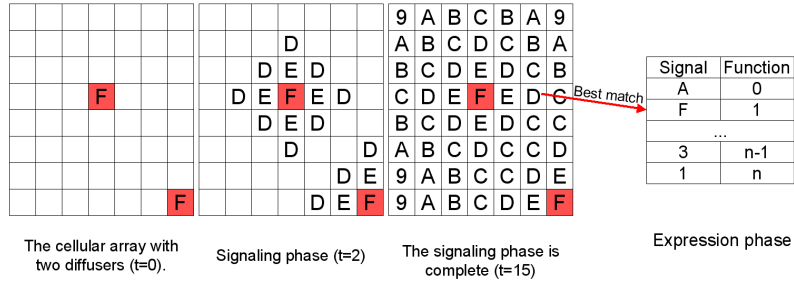 F
F
D
D E D
D E F E D
D E D
D D
D E
D E F
9 A B C B A 9
A B C D C B A
B C D E D C B
C D E F E D C
B C D E D C C
A B C D C C D
9 A B C C D E
9 A B C D E F
Best match
Signal Function
A 0
F 1
...
3 n-1
1 n
The cellular array with
two diffusers (t=0).
Signaling phase (t=2)
The signaling phase is
complete (t=15)
Expression phase